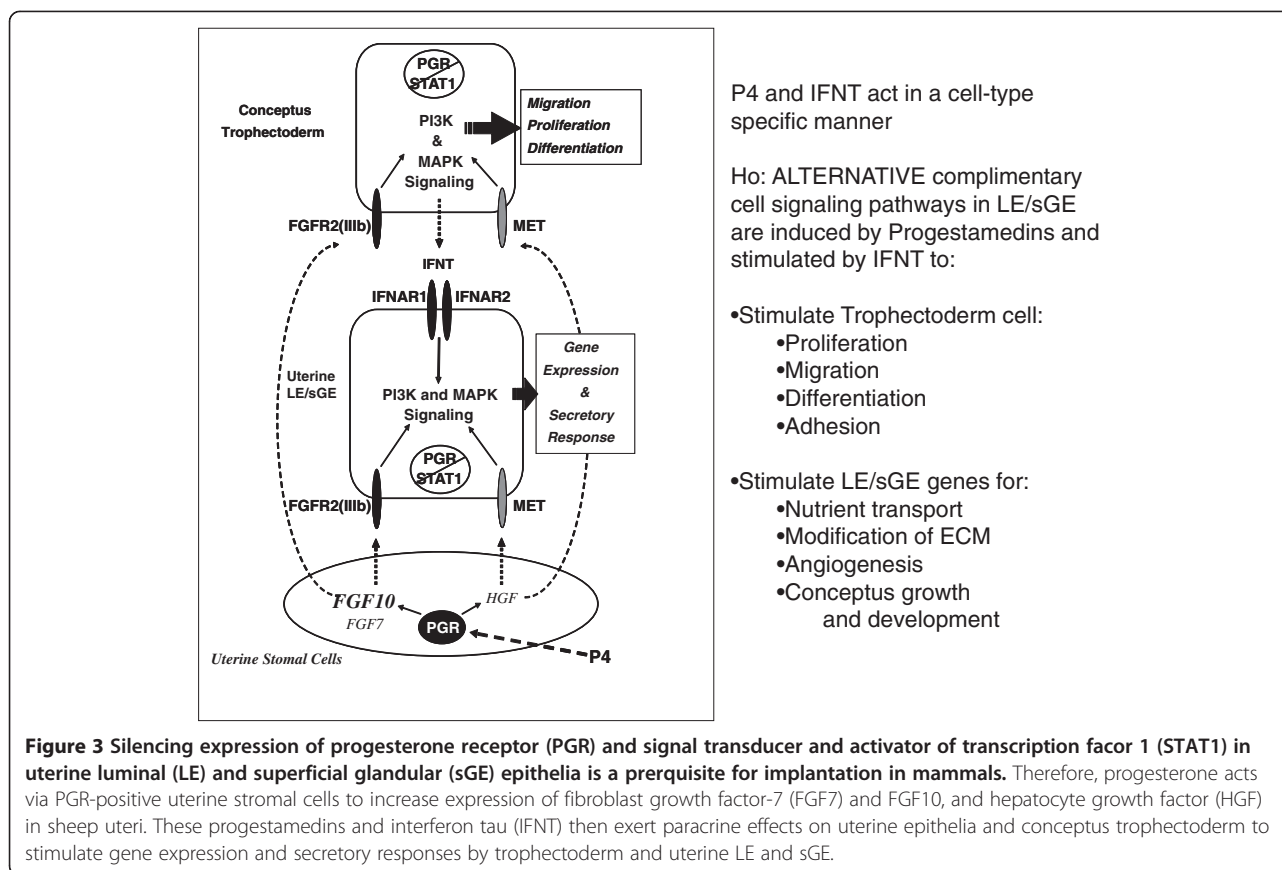 PGR
STAT1
Conceptus
Trophectoderm
PI3K
&
MAPK
Signaling
Migration
Proliferation
Differentiation
FGFR2(IIIb)
MET
IFNT
IFNAR1
IFNAR2
Uterine
LE/sGE
PI3K and MAPK
Signaling
Gene
Expression
&
Secretory
Response
PGR
STAT1
FGFR2(IIIb)
MET
FGF10
FGF7
HGF
PGR
P4
Uterine Stomal Cells
P4 and IFNT act in a cell-type
specific manner
Ho: ALTERNATIVE complimentary
cell signaling pathways in LE/sGE
are induced by Progestamedins and
stimulated by IFNT to:
•Stimulate Trophectoderm cell:
•Proliferation
•Migration
•Differentiation
•Adhesion
•Stimulate LE/sGE genes for:
•Nutrient transport
•Modification of ECM
•Angiogenesis
•Conceptus growth
and development
Figure 3 Silencing expression of progesterone receptor (PGR) and signal transducer and activator of transcription facor 1 (STAT1) in
uterine luminal (LE) and superficial glandular (sGE) epithelia is a prerquisite for implantation in mammals. Therefore, progesterone acts
via PGR-positive uterine stromal cells to increase expression of fibroblast growth factor-7 (FGF7) and FGF10, and hepatocyte growth factor (HGF)
in sheep uteri. These progestamedins and interferon tau (IFNT) then exert paracrine effects on uterine epithelia and conceptus trophectoderm to
stimulate gene expression and secretory responses by trophectoderm and uterine LE and sGE.